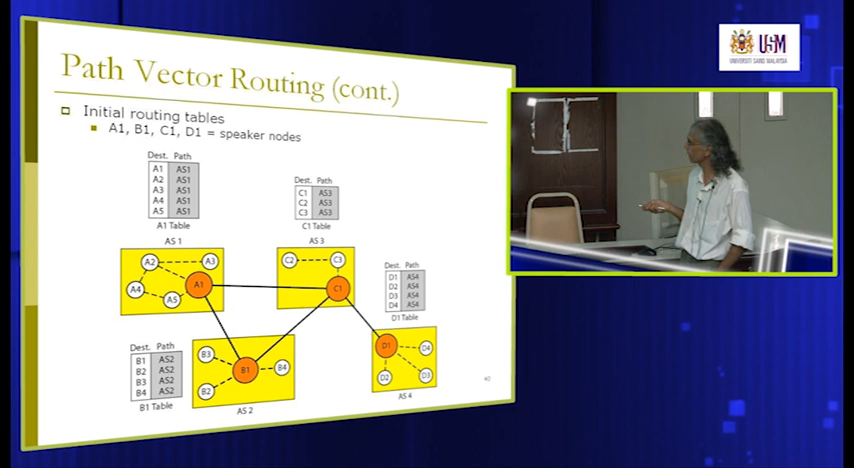 Path Vector Routing (cont.)
Initial routing tables
A1, B1, C1, D1 = speaker nodes
Dest. Path
A1 AS1
A2 AS1
A3 AS1
A4 AS1
A5 AS1
A1 Table
Dest. Path
C1 AS3
C2 AS3
C3 AS3
C1 Table
AS 1
A2
A3
A1
A4
A5
AS 3
C2
C3
C1
Dest. Path
D1 AS4
D2 AS4
D3 AS4
D4 AS4
D1 Table
Dest. Path
B1 AS2
B2 AS2
B3 AS2
B4 AS2
B1 Table
B3
B1
B4
B2
AS 2
D1
D4
D2
D3
AS 4
40
USM
UNIVERSITI SAINS MALAYSIA